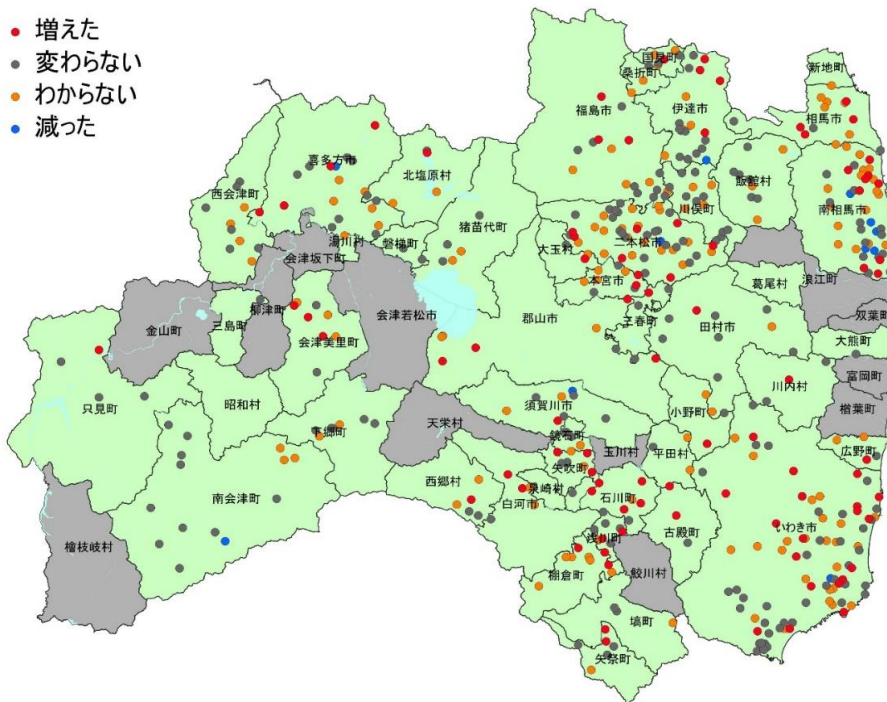 増えた
変わらない
わからない
減った
国見町
桑折町
新地町
福島市
伊達市
相馬市
喜多方市
北塩原村
飯館村
西会津町
川俣町
南相馬市
猪苗代町
湯川村
磐梯町
大玉村
二本松市
会津坂下町
本宮市
葛尾村
浪江町
柳津町
会津若松市
金山町
三島町
会津美里町
郡山市
三春町
田村市
双葉町
大熊町
只見町
昭和村
川内村
富岡町
須賀川市
小野町
楢葉町
下郷町
天栄村
鏡石町
玉川村
平田村
広野町
矢吹町
西郷村
泉崎村
白河市
石川町
南会津町
古殿町
いわき市
浅川町
檜枝岐村
棚倉町
鮫川村
塙町
矢祭町